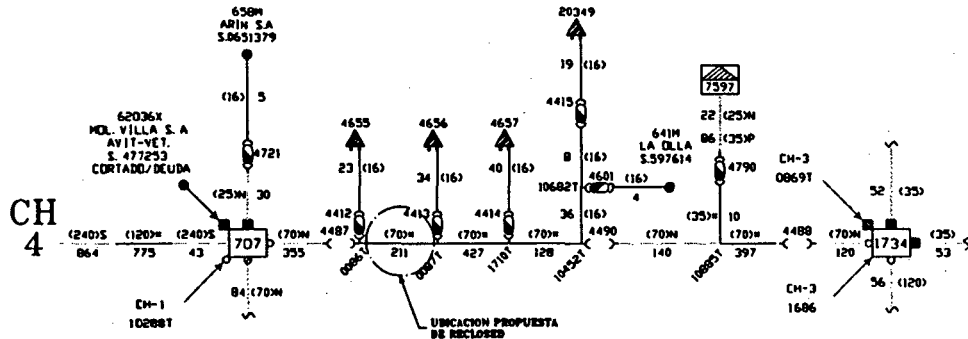 658M
ARIN S.A
S.0651379
(16) 5
4721
62036X
MOL. VILLA S. A
AVIT-VET.
S. 477253
CORTADO/DEUDA
(25)N 30
CH
4
(240)S
864
(120)*
775
(240)S
43
707
(70)N
355
84 (70)N
CH-1
10288T
4487
4655
23 (16)
4412
0086T
(70)*
211
4656
34 (16)
4413
0087T
(70)*
427
4657
40 (16)
4414
1710T
(70)*
128
UBICACION PROPUESTA
DE RECLOSED
20349
19 (16)
4415
8 (16)
10682T
4601
(16)
4
641M
LA OLLA
S.597614
36 (16)
10452T
4490
(70)N
140
7597
22 (25)N
86 (35)P
4790
(35)* 10
10885T
(70)*
397
4488
CH-3
0869T
(70)N
120
1734
52 (35)
(35)
53
56 (120)
CH-3
1686